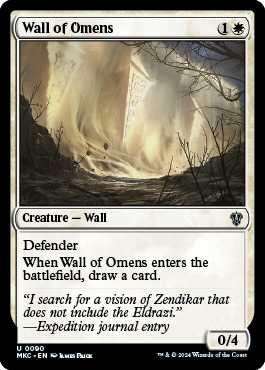 Wall of Omens 1
Creature — Wall
Defender
When Wall of Omens enters the
battlefield, draw a card.
“I search for a vision of Zendikar that
does not include the Eldrazi.”
—Expedition journal entry
0/4
U 0090
MKC • EN James Paick
™ & © 2024 Wizards of the Coast